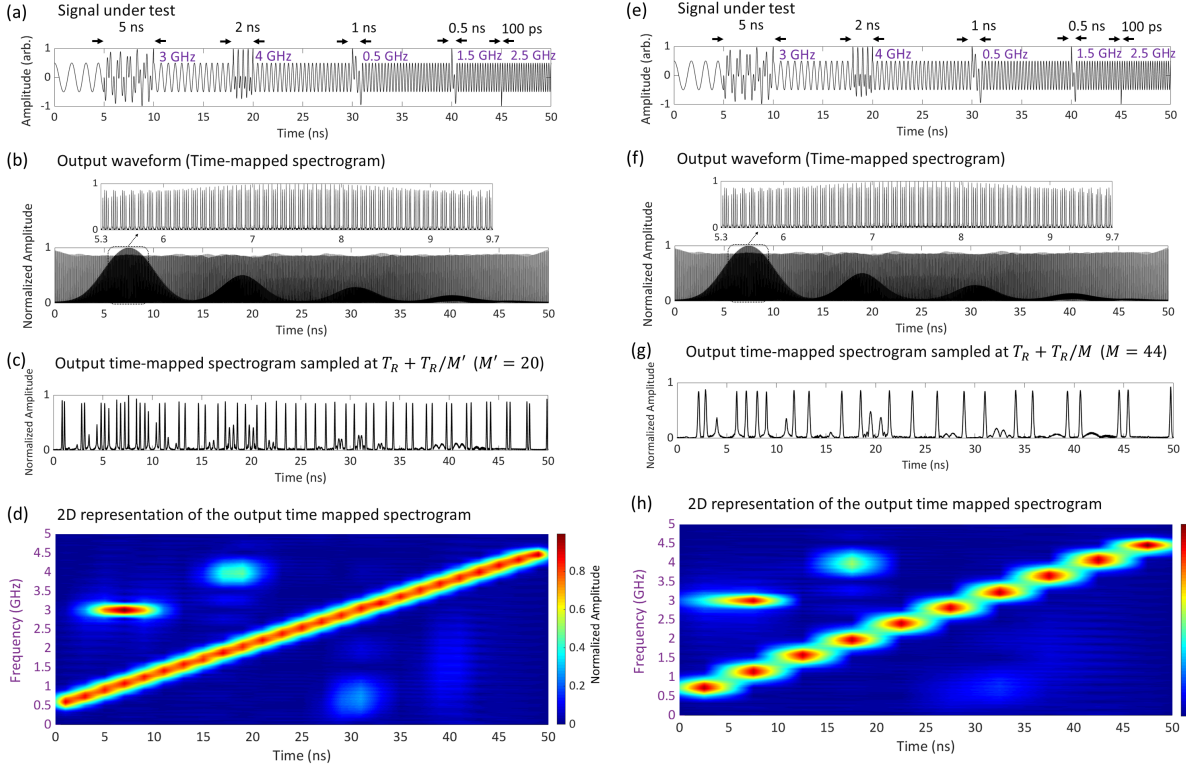 (a) Signal under test
5 ns 2 ns 1 ns 0.5 ns 100 ps
3 GHz 4 GHz 0.5 GHz 1.5 GHz 2.5 GHz
Amplitude (arb.)
1
0
-1
0 5 10 15 20 25 30 35 40 45 50
Time (ns)
(b) Output waveform (Time-mapped spectrogram)
1
0
5.3 6 7 8 9 9.7
Normalized Amplitude
1
0
0 5 10 15 20 25 30 35 40 45 50
Time (ns)
(c) Output time-mapped spectrogram sampled at T_R + T_R/M′ (M′ = 20)
Normalized Amplitude
1
0
0 5 10 15 20 25 30 35 40 45 50
Time (ns)
(d) 2D representation of the output time mapped spectrogram
Frequency (GHz)
5
4.5
4
3.5
3
2.5
2
1.5
1
0.5
0
0 5 10 15 20 25 30 35 40 45 50
Time (ns)
0.8
0.6
0.4
0.2
0
Normalized Amplitude
(e) Signal under test
5 ns 2 ns 1 ns 0.5 ns 100 ps
3 GHz 4 GHz 0.5 GHz 1.5 GHz 2.5 GHz
Amplitude (arb.)
1
0
-1
0 5 10 15 20 25 30 35 40 45 50
Time (ns)
(f) Output waveform (Time-mapped spectrogram)
1
0
5.3 6 7 8 9 9.7
Normalized Amplitude
1
0
0 5 10 15 20 25 30 35 40 45 50
Time (ns)
(g) Output time-mapped spectrogram sampled at T_R + T_R/M (M = 44)
Normalized Amplitude
1
0
0 5 10 15 20 25 30 35 40 45 50
Time (ns)
(h) 2D representation of the output time mapped spectrogram
Frequency (GHz)
5
4.5
4
3.5
3
2.5
2
1.5
1
0.5
0
0 5 10 15 20 25 30 35 40 45 50
Time (ns)